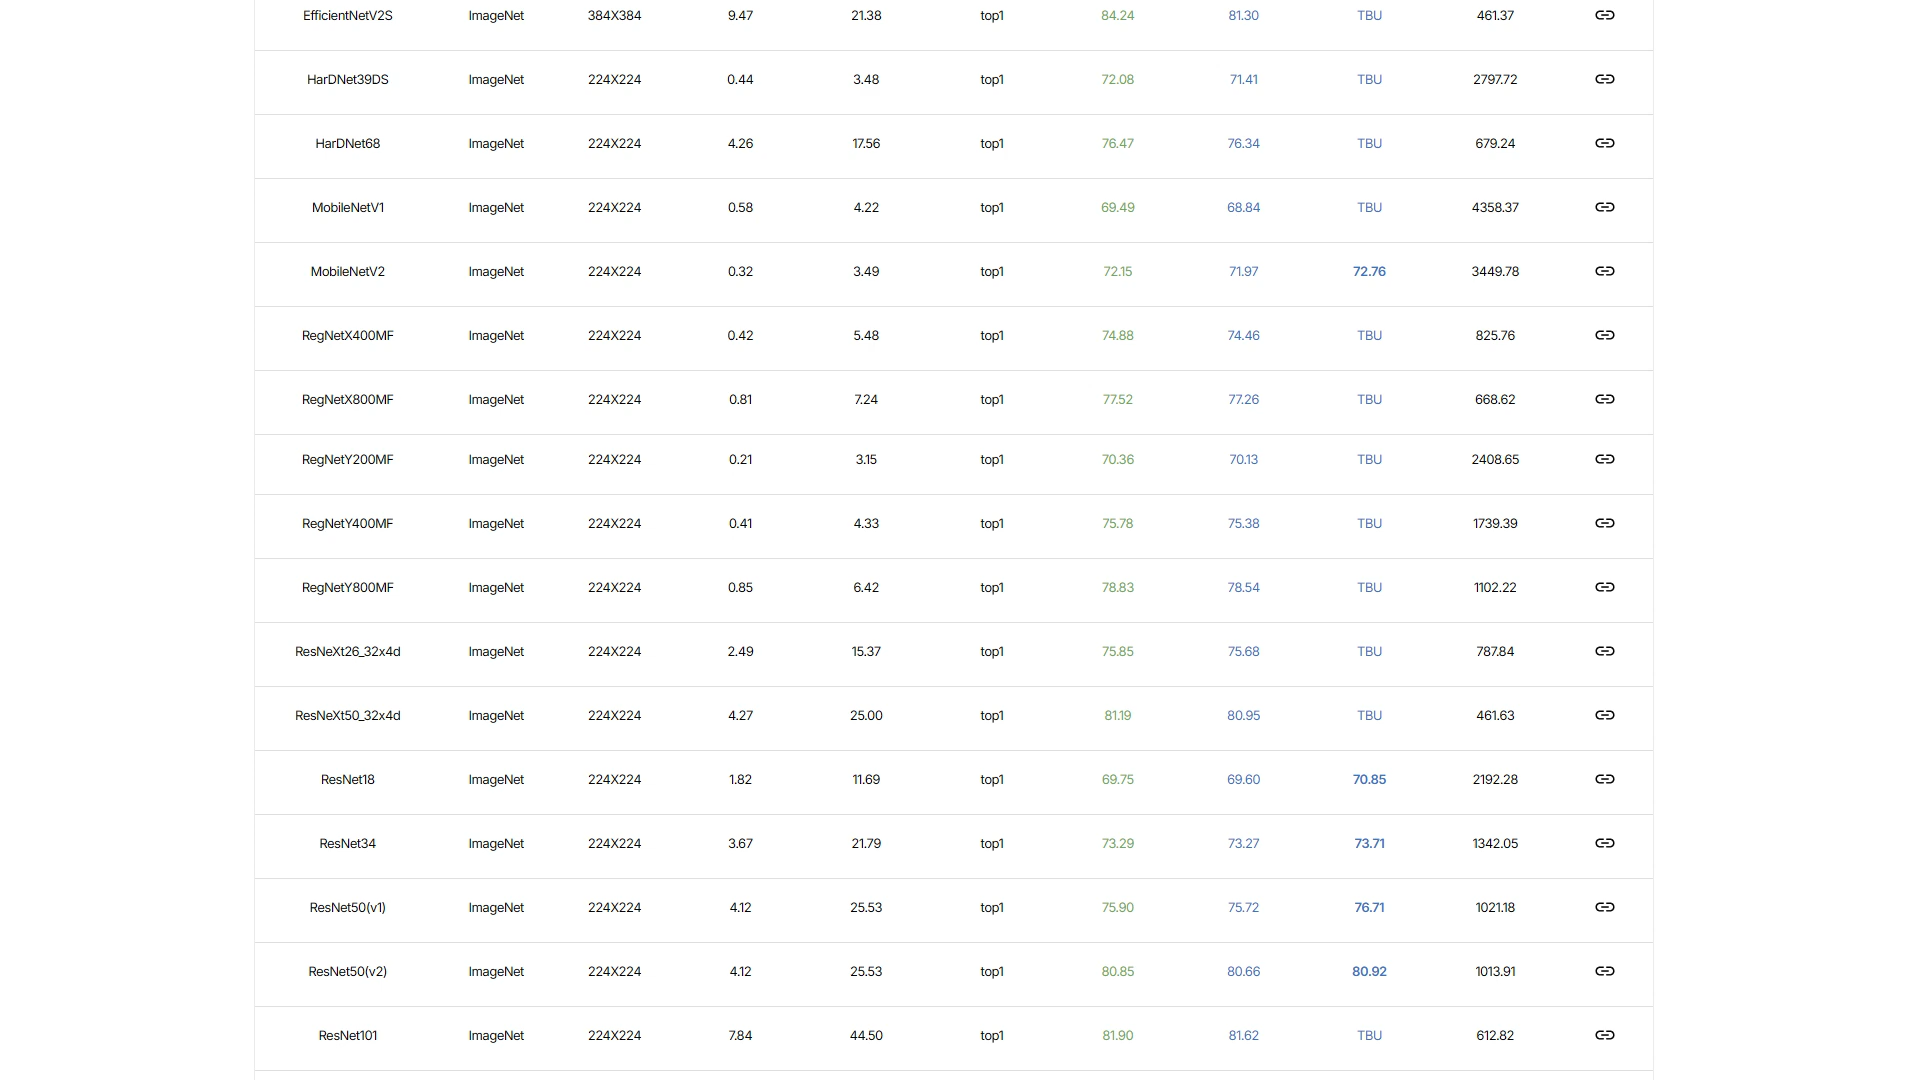 EfficientNetV2S ImageNet 384X384 9.47 21.38 top1 84.24 81.30 TBU 461.37
HarDNet39DS ImageNet 224X224 0.44 3.48 top1 72.08 71.41 TBU 2797.72
HarDNet68 ImageNet 224X224 4.26 17.56 top1 76.47 76.34 TBU 679.24
MobileNetV1 ImageNet 224X224 0.58 4.22 top1 69.49 68.84 TBU 4358.37
MobileNetV2 ImageNet 224X224 0.32 3.49 top1 72.15 71.97 72.76 3449.78
RegNetX400MF ImageNet 224X224 0.42 5.48 top1 74.88 74.46 TBU 825.76
RegNetX800MF ImageNet 224X224 0.81 7.24 top1 77.52 77.26 TBU 668.62
RegNetY200MF ImageNet 224X224 0.21 3.15 top1 70.36 70.13 TBU 2408.65
RegNetY400MF ImageNet 224X224 0.41 4.33 top1 75.78 75.38 TBU 1739.39
RegNetY800MF ImageNet 224X224 0.85 6.42 top1 78.83 78.54 TBU 1102.22
ResNeXt26_32x4d ImageNet 224X224 2.49 15.37 top1 75.85 75.68 TBU 787.84
ResNeXt50_32x4d ImageNet 224X224 4.27 25.00 top1 81.19 80.95 TBU 461.63
ResNet18 ImageNet 224X224 1.82 11.69 top1 69.75 69.60 70.85 2192.28
ResNet34 ImageNet 224X224 3.67 21.79 top1 73.29 73.27 73.71 1342.05
ResNet50(v1) ImageNet 224X224 4.12 25.53 top1 75.90 75.72 76.71 1021.18
ResNet50(v2) ImageNet 224X224 4.12 25.53 top1 80.85 80.66 80.92 1013.91
ResNet101 ImageNet 224X224 7.84 44.50 top1 81.90 81.62 TBU 612.82